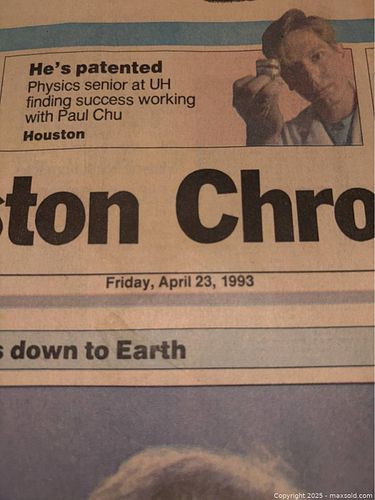 He's patented
Physics senior at UH
finding success working
with Paul Chu
Houston
ston Chro
Friday, April 23, 1993
s down to Earth
Copyright 2025 - maxsold.com